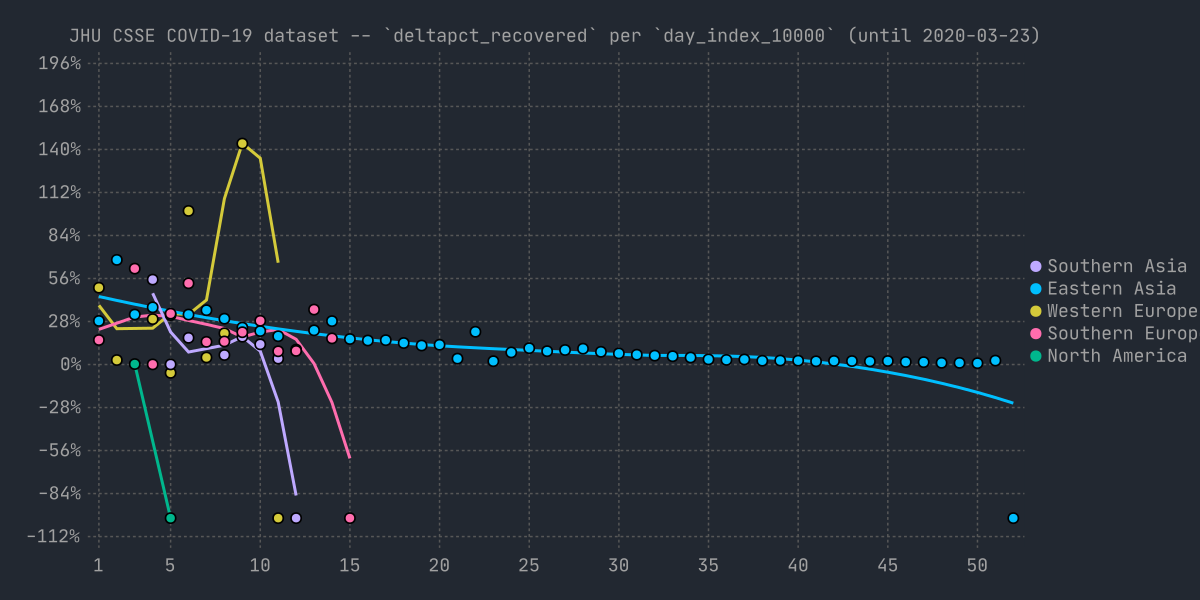 JHU CSSE COVID-19 dataset -- `deltapct_recovered` per `day_index_10000` (until 2020-03-23)
196%
168%
140%
112%
84%
56%
28%
0%
-28%
-56%
-84%
-112%
1 5 10 15 20 25 30 35 40 45 50
Southern Asia
Eastern Asia
Western Europe
Southern Europ
North America